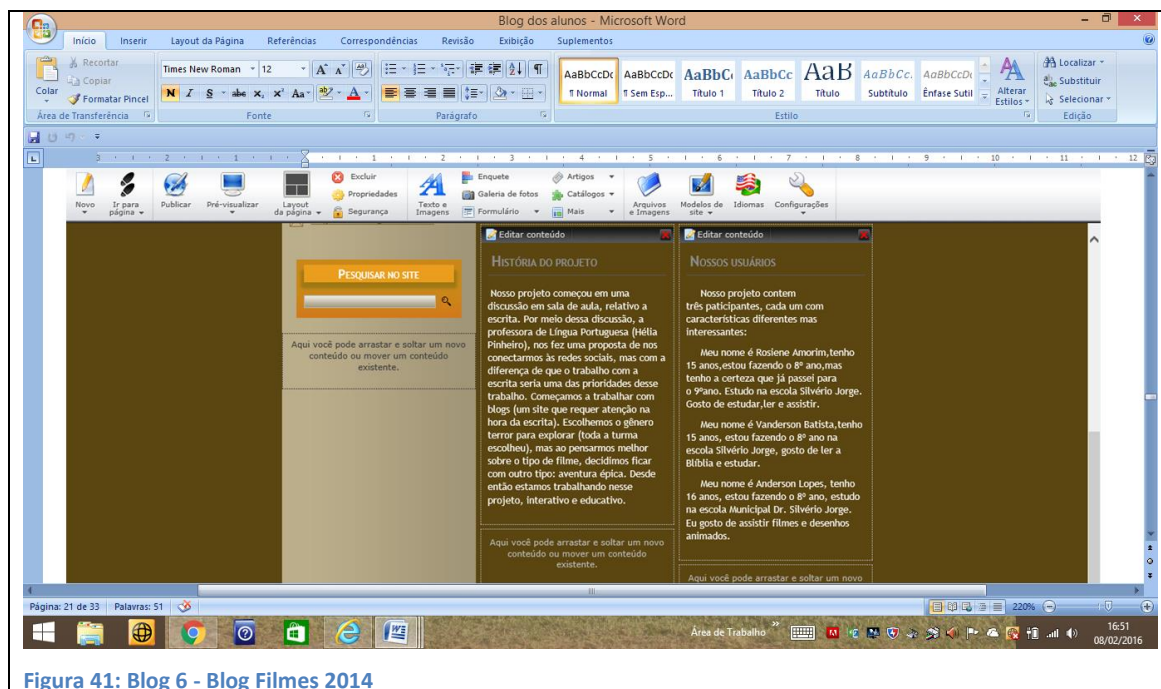 Blog dos alunos - Microsoft Word
Início Inserir Layout da Página Referências Correspondências Revisão Exibição Suplementos
Colar
Recortar
Copiar
Formatar Pincel
Área de Transferência
Times New Roman 12
Fonte
Parágrafo
AaBbCcDc AaBbCcDc AaBbC AaBbCc AaB AaBbCc. AaBbCcDc
¶ Normal ¶ Sem Esp... Título 1 Título 2 Título Subtítulo Ênfase Sutil
Alterar
Estilos
Estilo
Localizar
Substituir
Selecionar
Edição
3 2 1 1 2 3 4 5 6 7 8 9 10 11 12
Novo
Ir para
página
Publicar
Pré-visualizar
Layout
da página
Excluir
Propriedades
Segurança
Texto e
Imagens
Enquete
Galeria de fotos
Formulário
Artigos
Catálogos
Mais
Arquivos
e Imagens
Modelos de
site
Idiomas
Configurações
PESQUISAR NO SITE
Aqui você pode arrastar e soltar um novo
conteúdo ou mover um conteúdo
existente.
Editar conteúdo
HISTÓRIA DO PROJETO
Nosso projeto começou em uma
discussão em sala de aula, relativo a
escrita. Por meio dessa discussão, a
professora de Língua Portuguesa (Hélia
Pinheiro), nos fez uma proposta de nos
conectarmos às redes sociais, mas com a
diferença de que o trabalho com a
escrita seria uma das prioridades desse
trabalho. Começamos a trabalhar com
blogs (um site que requer atenção na
hora da escrita). Escolhemos o gênero
terror para explorar (toda a turma
escolheu), mas ao pensarmos melhor
sobre o tipo de filme, decidimos ficar
com outro tipo: aventura épica. Desde
então estamos trabalhando nesse
projeto, interativo e educativo.
Aqui você pode arrastar e soltar um novo
conteúdo ou mover um conteúdo
existente.
Editar conteúdo
NOSSOS USUÁRIOS
Nosso projeto contem
três paticipantes, cada um com
características diferentes mas
interessantes:
Meu nome é Rosiene Amorim,tenho
15 anos,estou fazendo o 8º ano,mas
tenho a certeza que já passei para
o 9ºano. Estudo na escola Silvério Jorge.
Gosto de estudar,ler e assistir.
Meu nome é Vanderson Batista,tenho
15 anos, estou fazendo o 8º ano na
escola Silvério Jorge, gosto de ler a
Bíblia e estudar.
Meu nome é Anderson Lopes, tenho
16 anos, estou fazendo o 8º ano, estudo
na escola Municipal Dr. Silvério Jorge.
Eu gosto de assistir filmes e desenhos
animados.
Aqui você pode arrastar e soltar um novo
Página: 21 de 33 Palavras: 51 220%
Área de Trabalho
16:51
08/02/2016
Figura 41: Blog 6 - Blog Filmes 2014